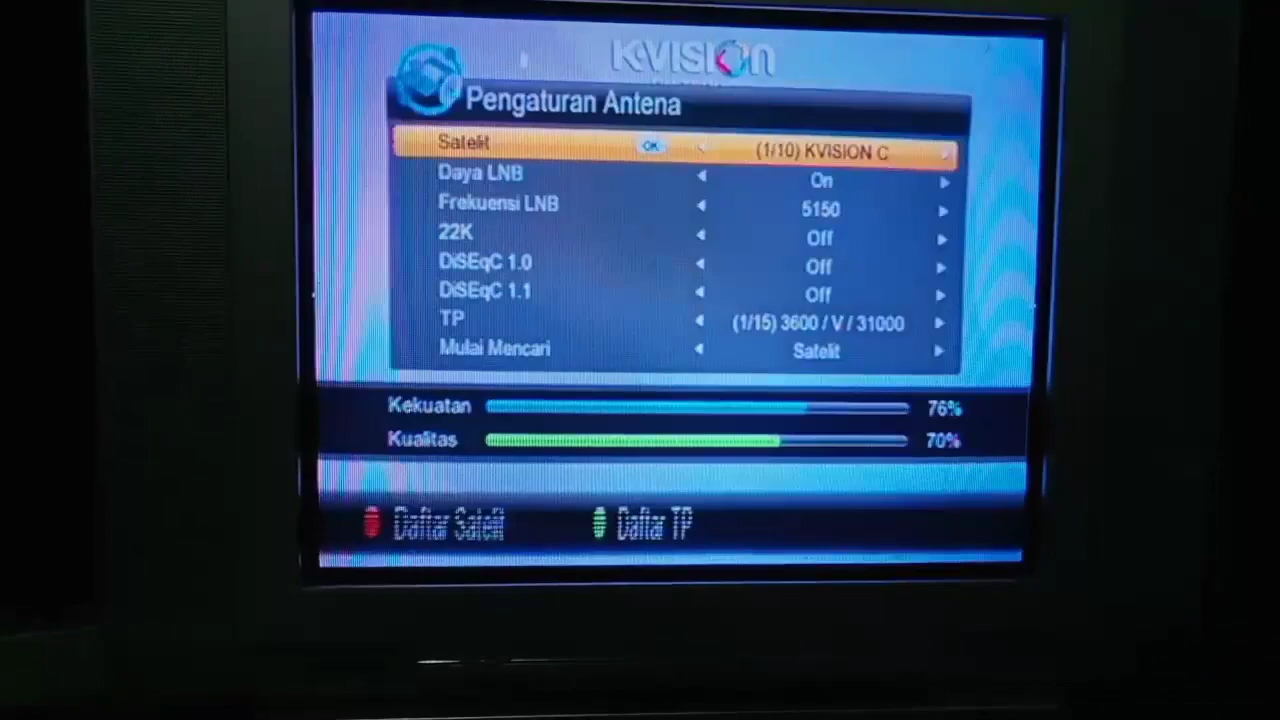 K-VISION
Pengaturan Antena
Satelit OK (1/10) KVISION C
Daya LNB On
Frekuensi LNB 5150
22K Off
DiSEqC 1.0 Off
DiSEqC 1.1 Off
TP (1/15) 3600 / V / 31000
Mulai Mencari Satelit
Kekuatan 76%
Kualitas 70%
Daftar Satelit Daftar TP